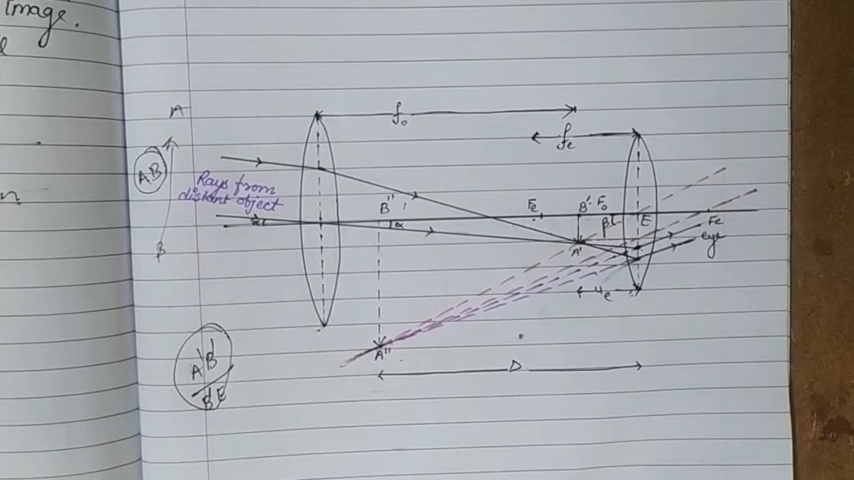 Image.
A
f₀
fe
AB
Rays from
distant object
B"
Fe
B'
F₀
α
α
β
E
Fe
A'
eye
B
ue
A"
D
A'B'
B'E